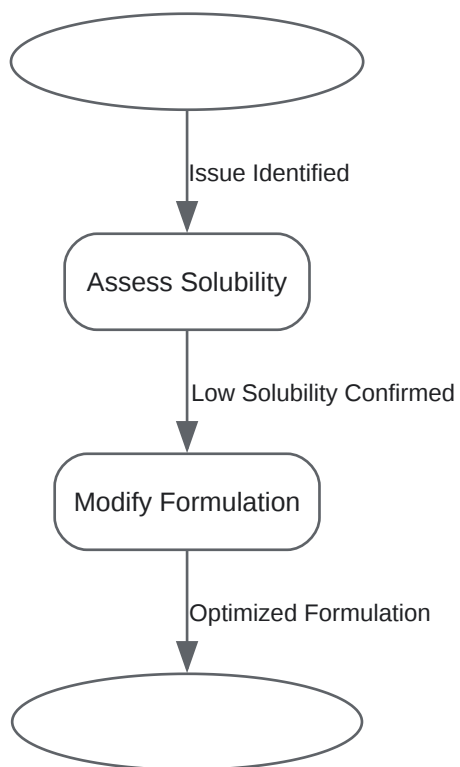 Issue Identified
Assess Solubility
Low Solubility Confirmed
Modify Formulation
Optimized Formulation